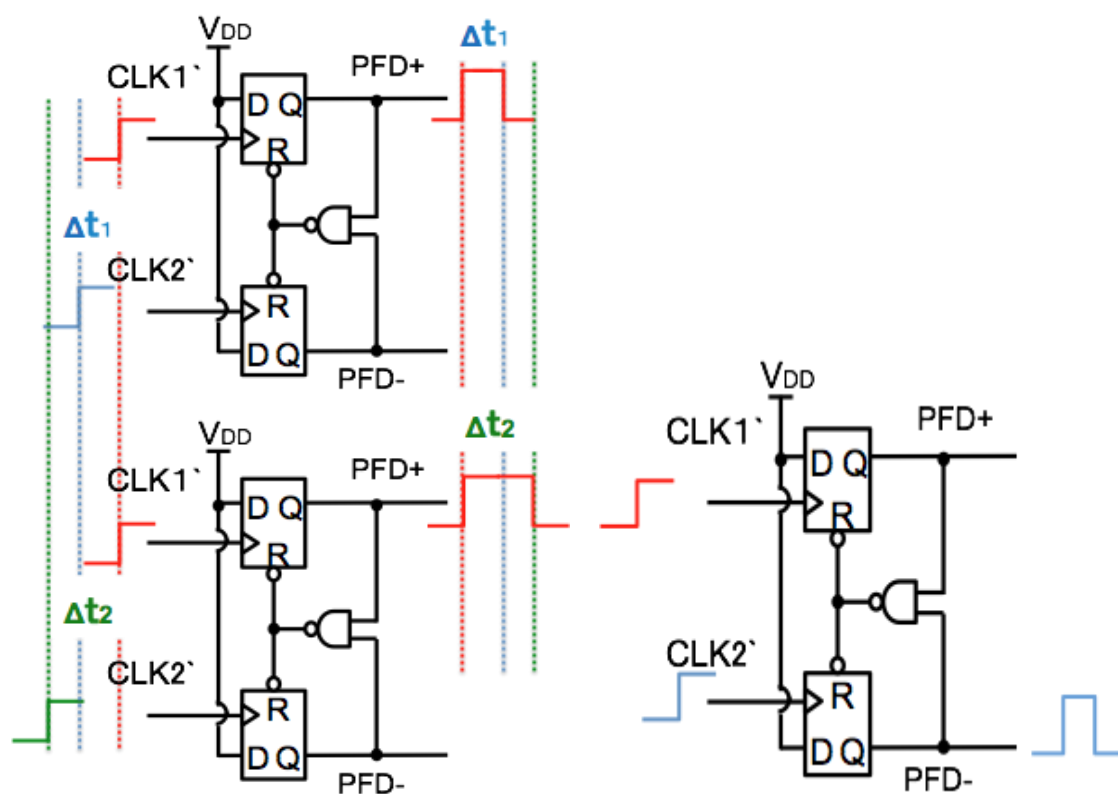 VDD
Δt1
PFD+
CLK1`
D Q
R
Δt1
CLK2`
R
D Q
PFD-
VDD
Δt2
PFD+
CLK1`
D Q
R
Δt2
CLK2`
R
D Q
PFD-
VDD
PFD+
CLK1`
D Q
R
CLK2`
R
D Q
PFD-